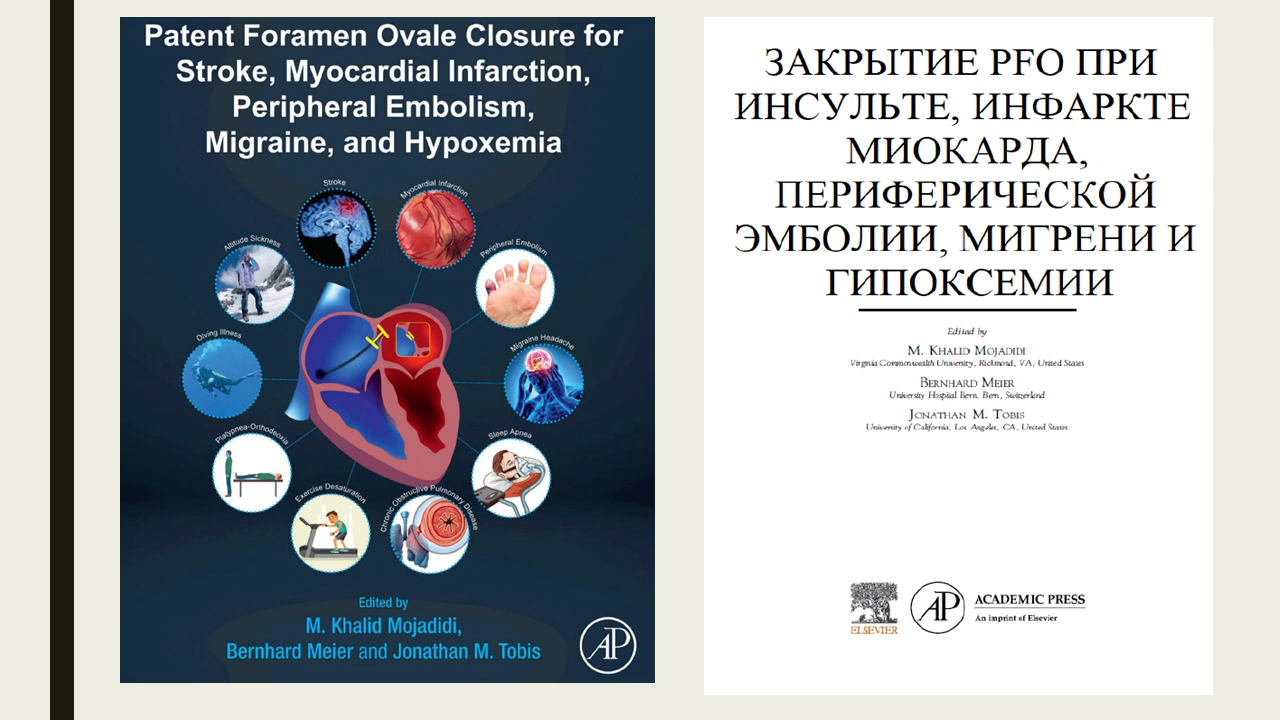 Patent Foramen Ovale Closure for
Stroke, Myocardial Infarction,
Peripheral Embolism,
Migraine, and Hypoxemia
Stroke
Myocardial Infarction
Altitude Sickness
Peripheral Embolism
Diving Illness
Migraine Headache
Platypnea-Orthodeoxia
Sleep Apnea
Exercise Desaturation
Chronic Obstructive Pulmonary Disease
Edited by
M. Khalid Mojadidi,
Bernhard Meier and Jonathan M. Tobis
AP
ЗАКРЫТИЕ PFO ПРИ
ИНСУЛЬТЕ, ИНФАРКТЕ
МИОКАРДА,
ПЕРИФЕРИЧЕСКОЙ
ЭМБОЛИИ, МИГРЕНИ И
ГИПОКСЕМИИ
Edited by
M. KHALID MOJADIDI
Virginia Commonwealth University, Richmond, VA, United States
BERNHARD MEIER
University Hospital Bern, Bern, Switzerland
JONATHAN M. TOBIS
University of California, Los Angeles, CA, United States
ELSEVIER
AP
ACADEMIC PRESS
An imprint of Elsevier